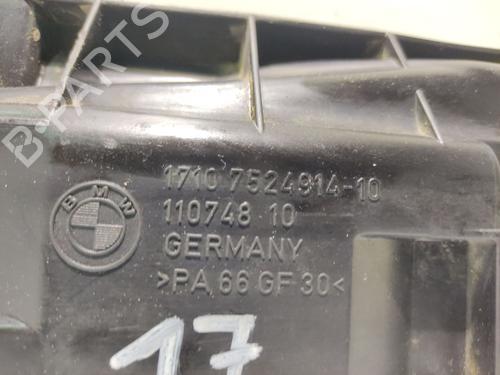 B-PARTS
1710 7524914-10
110748 10
GERMANY
>PA 66 GF 30<
BMW
17